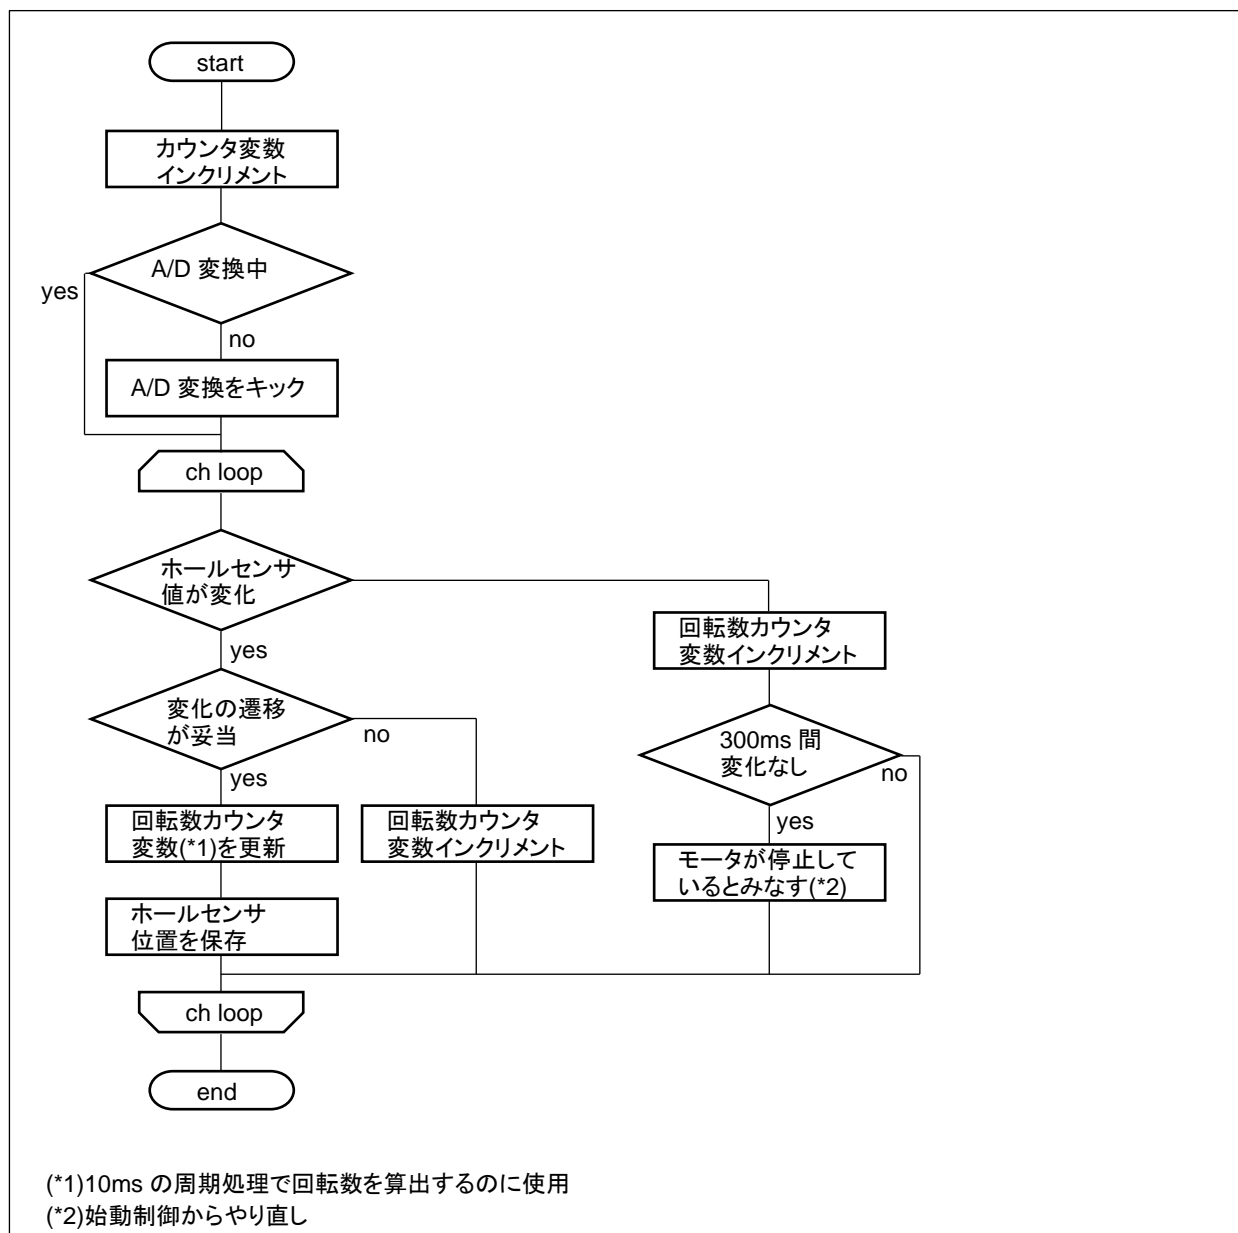 start
カウンタ変数
インクリメント
A/D 変換中
yes
no
A/D 変換をキック
ch loop
ホールセンサ
値が変化
yes
回転数カウンタ
変数インクリメント
変化の遷移
が妥当
no
yes
300ms 間
変化なし
no
yes
回転数カウンタ
変数(*1)を更新
回転数カウンタ
変数インクリメント
モータが停止して
いるとみなす(*2)
ホールセンサ
位置を保存
ch loop
end
(*1)10ms の周期処理で回転数を算出するのに使用
(*2)始動制御からやり直し